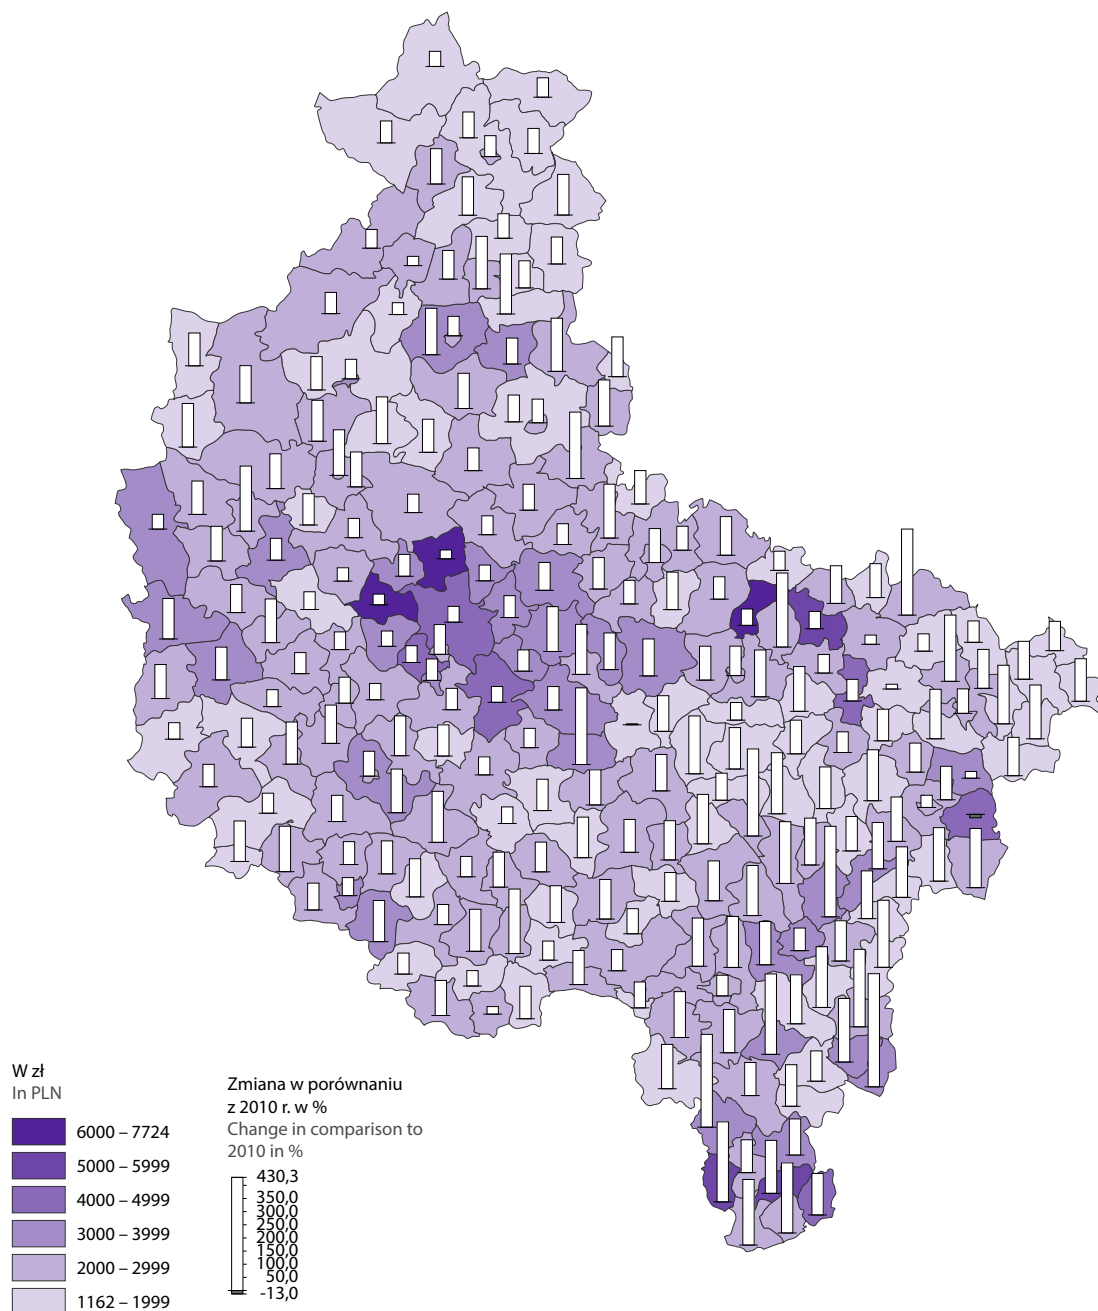 W zł
In PLN
6000 – 7724
5000 – 5999
4000 – 4999
3000 – 3999
2000 – 2999
1162 – 1999
Zmiana w porównaniu
z 2010 r. w %
Change in comparison to
2010 in %
430,3
350,0
300,0
250,0
200,0
150,0
100,0
50,0
-13,0